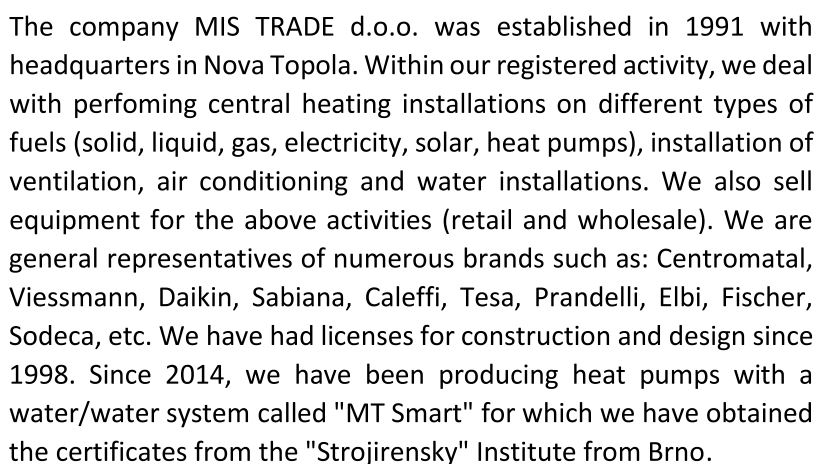 The company MIS TRADE d.o.o. was established in 1991 with
headquarters in Nova Topola. Within our registered activity, we deal
with perfoming central heating installations on different types of
fuels (solid, liquid, gas, electricity, solar, heat pumps), installation of
ventilation, air conditioning and water installations. We also sell
equipment for the above activities (retail and wholesale). We are
general representatives of numerous brands such as: Centromatal,
Viessmann, Daikin, Sabiana, Caleffi, Tesa, Prandelli, Elbi, Fischer,
Sodeca, etc. We have had licenses for construction and design since
1998. Since 2014, we have been producing heat pumps with a
water/water system called "MT Smart" for which we have obtained
the certificates from the "Strojirensky" Institute from Brno.